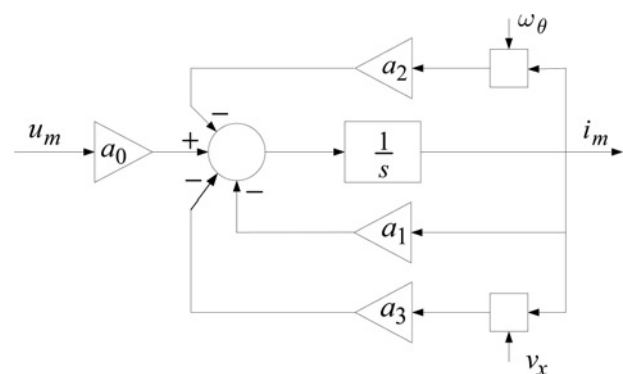 ω_θ
a_2
−
u_m
a_0
+
1/s
i_m
−
−
a_1
a_3
v_x